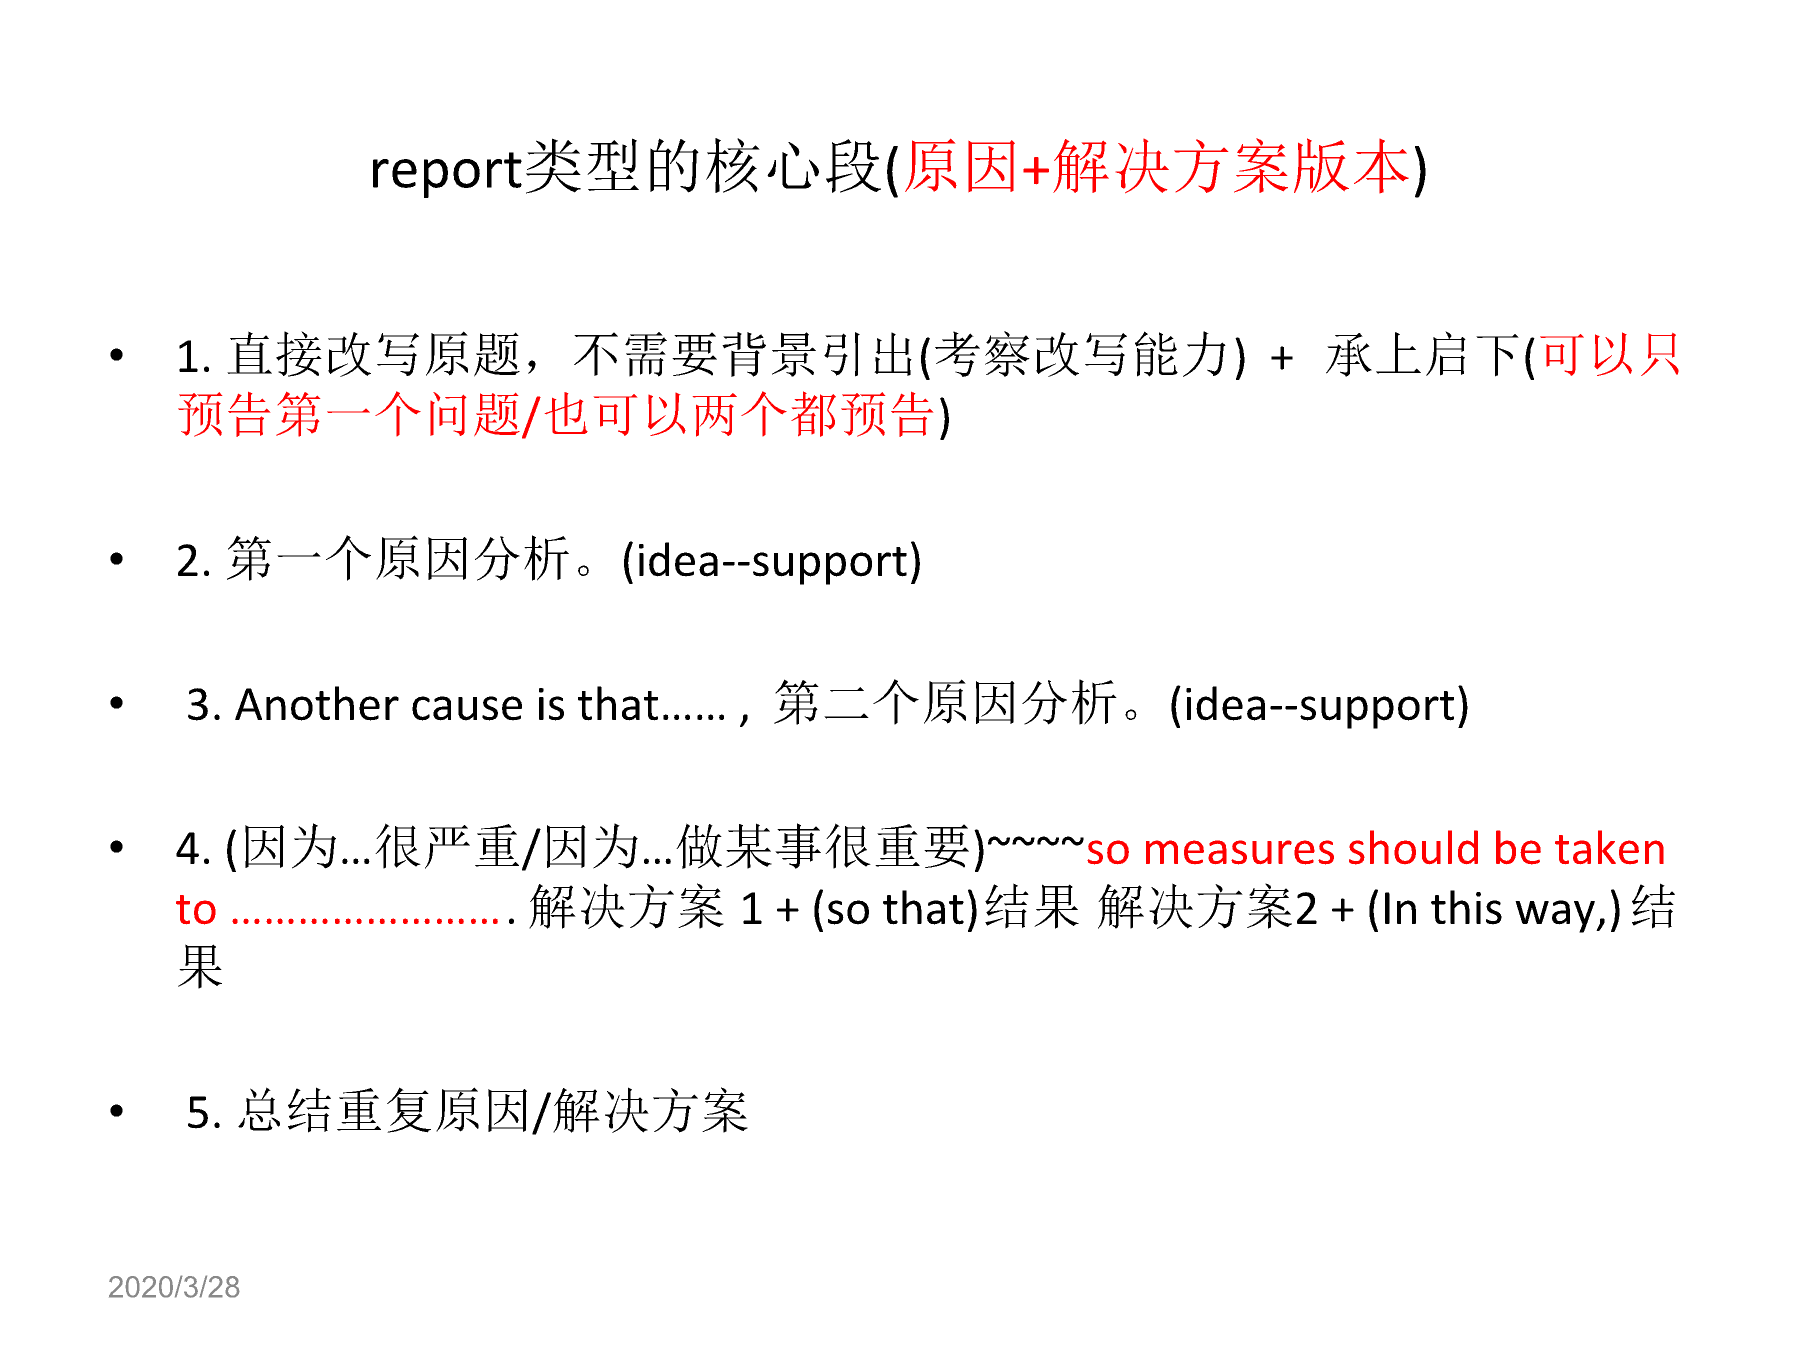 report类型的核心段(原因+解决方案版本)
• 1. 直接改写原题，不需要背景引出(考察改写能力) + 承上启下(可以只
预告第一个问题/也可以两个都预告)
• 2. 第一个原因分析。(idea--support)
• 3. Another cause is that…… , 第二个原因分析。(idea--support)
• 4. (因为…很严重/因为…做某事很重要)~~~~so measures should be taken
to …………………… . 解决方案 1 + (so that)结果 解决方案2 + (In this way,)结
果
• 5. 总结重复原因/解决方案
2020/3/28